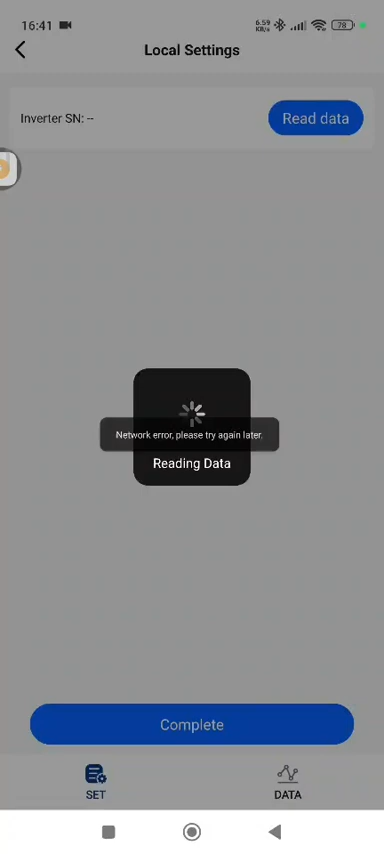 16:41
6.59 KB/s
78
Local Settings
Inverter SN: --
Read data
Network error, please try again later.
Reading Data
Complete
SET
DATA